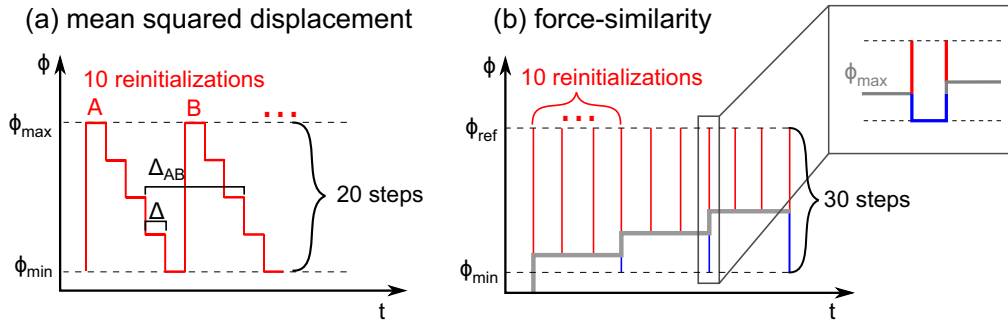 (a) mean squared displacement
ϕ
10 reinitializations
A
B
...
ϕmax
ΔAB
Δ
20 steps
ϕmin
t
(b) force-similarity
ϕ
10 reinitializations
...
ϕref
30 steps
ϕmin
t
ϕmax